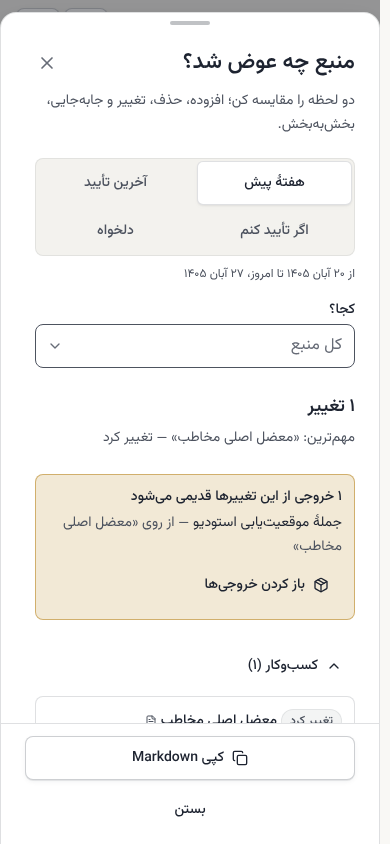 منبع چه عوض شد؟
دو لحظه را مقایسه کن؛ افزوده، حذف، تغییر و جابه‌جایی،
بخش‌به‌بخش.
هفتهٔ پیش
آخرین تأیید
اگر تأیید کنم
دلخواه
از ۲۰ آبان ۱۴۰۵ تا امروز، ۲۷ آبان ۱۴۰۵
کجا؟
کل منبع
۱ تغییر
مهم‌ترین: «معضل اصلی مخاطب» — تغییر کرد
۱ خروجی از این تغییرها قدیمی می‌شود
جملهٔ موقعیت‌یابی استودیو — از روی «معضل اصلی
مخاطب»
باز کردن خروجی‌ها
کسب‌وکار (۱)
تغییر کرد معضل اصلی مخاطب
کپی Markdown
بستن